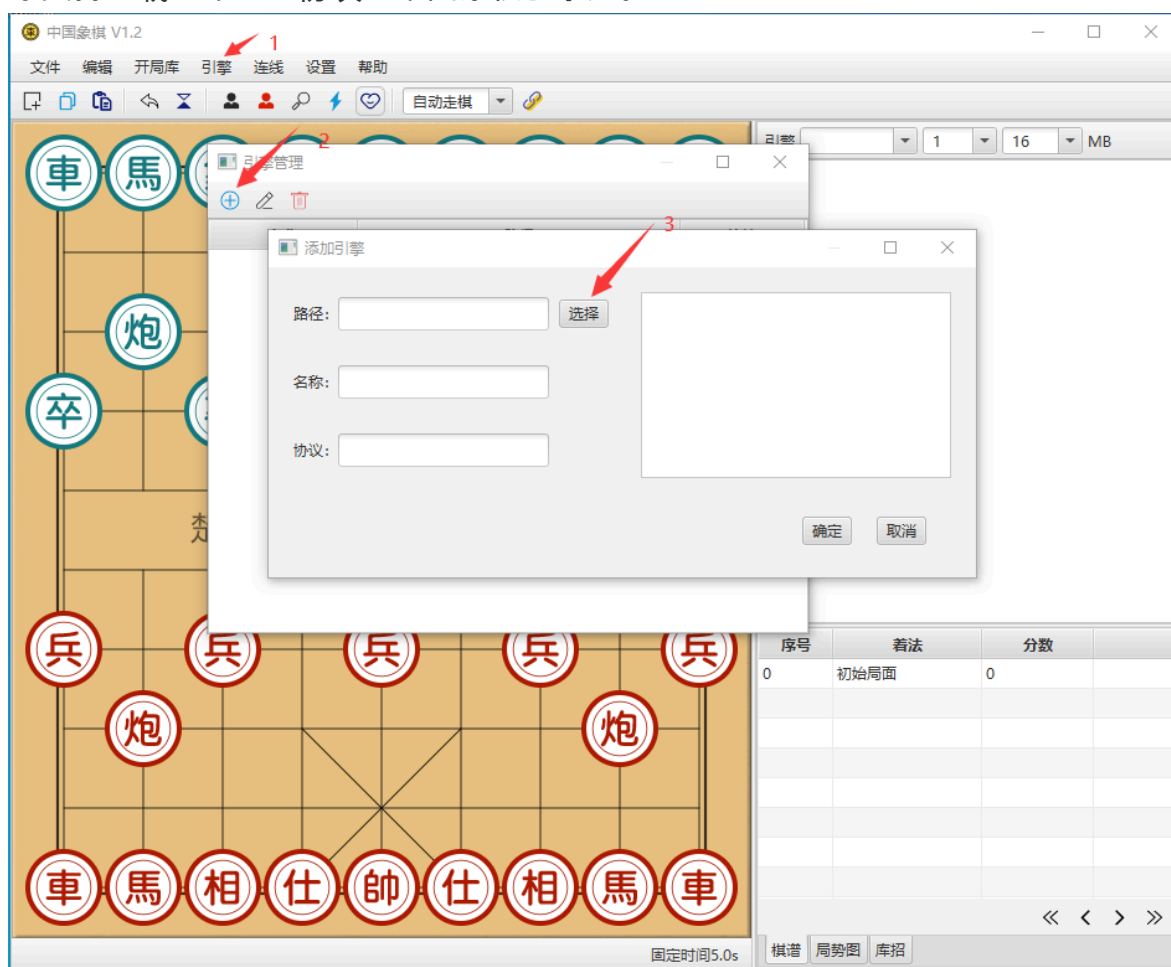 中国象棋 V1.2
1
文件 编辑 开局库 引擎 连线 设置 帮助
自动走棋
引擎 1 16 MB
2
引擎管理
3
添加引擎
路径: 选择
名称:
协议:
确定 取消
車 馬
炮
卒
楚
兵 兵 兵 兵 兵
炮 炮
車 馬 相 仕 帥 仕 相 馬 車
序号 着法 分数
0 初始局面 0
固定时间5.0s
棋谱 局势图 库招